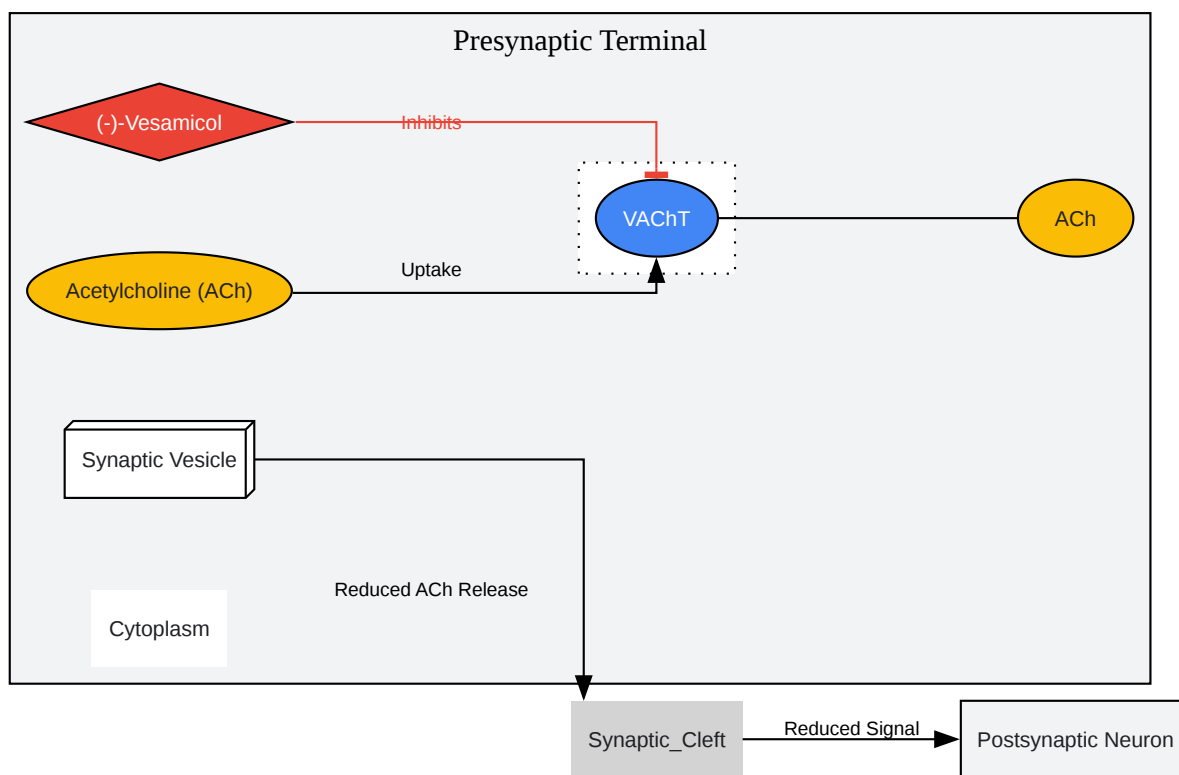 Presynaptic Terminal
(-)-Vesamicol
Inhibits
VAChT
ACh
Uptake
Acetylcholine (ACh)
Synaptic Vesicle
Reduced ACh Release
Cytoplasm
Synaptic_Cleft
Reduced Signal
Postsynaptic Neuron